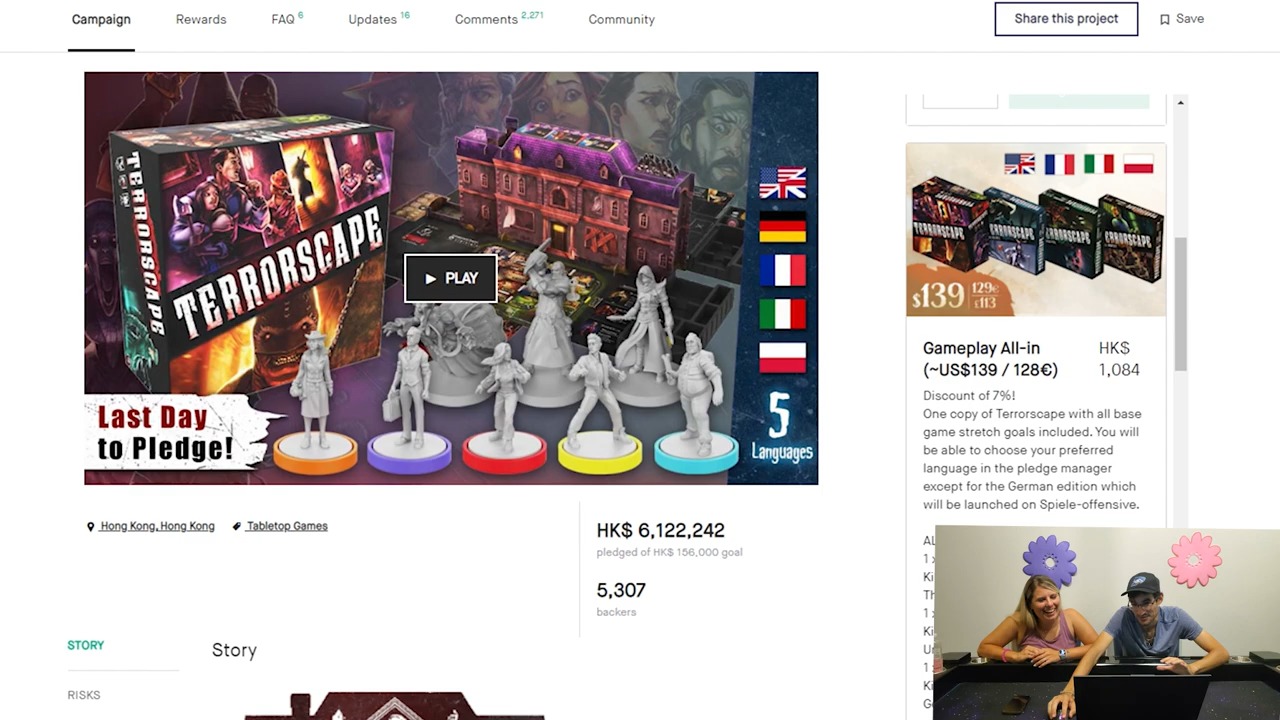 Campaign
Rewards
FAQ 6
Updates 16
Comments 2,271
Community
Share this project
Save
TERRORSCAPE
TERRORSCAPE
PLAY
Last Day
to Pledge!
5
Languages
TERRORSCAPE
$139 129€
£113
Gameplay All-in
(~US$139 / 128€)
HK$
1,084
Discount of 7%!
One copy of Terrorscape with all base
game stretch goals included. You will
be able to choose your preferred
language in the pledge manager
except for the German edition which
will be launched on Spiele-offensive.
Hong Kong, Hong Kong
Tabletop Games
HK$ 6,122,242
pledged of HK$ 156,000 goal
5,307
backers
STORY
RISKS
Story